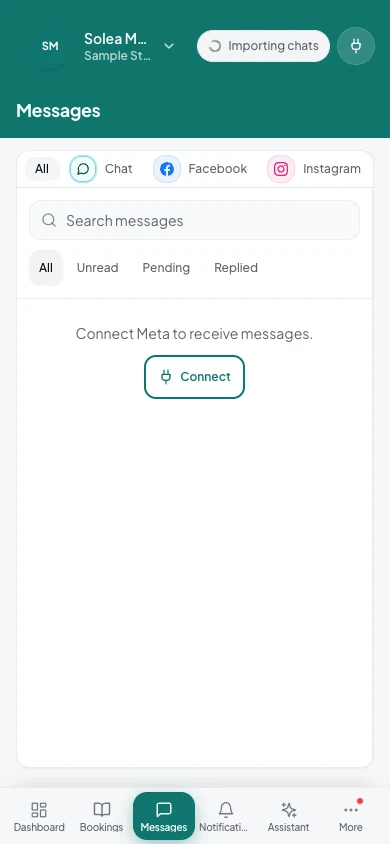 SM
Solea M...
Sample St...
Importing chats
Messages
All Chat Facebook Instagram
Search messages
All Unread Pending Replied
Connect Meta to receive messages.
Connect
Dashboard Bookings Messages Notificati... Assistant More